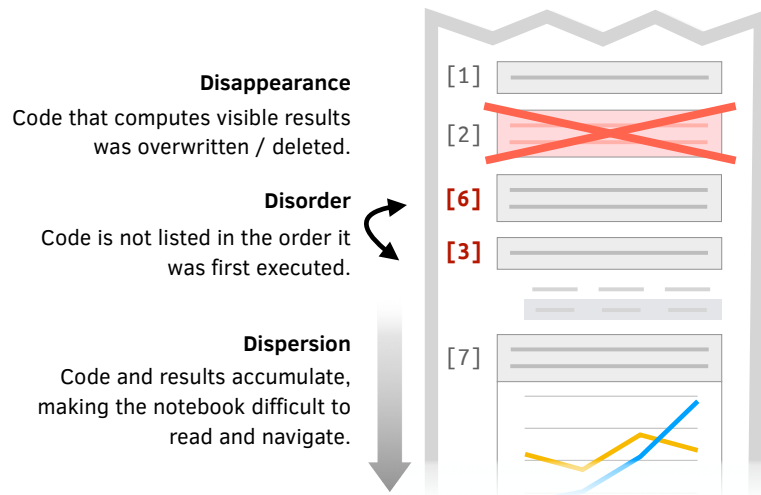 Disappearance
Code that computes visible results
was overwritten / deleted.
Disorder
Code is not listed in the order it
was first executed.
Dispersion
Code and results accumulate,
making the notebook difficult to
read and navigate.
[1]
[2]
[6]
[3]
[7]